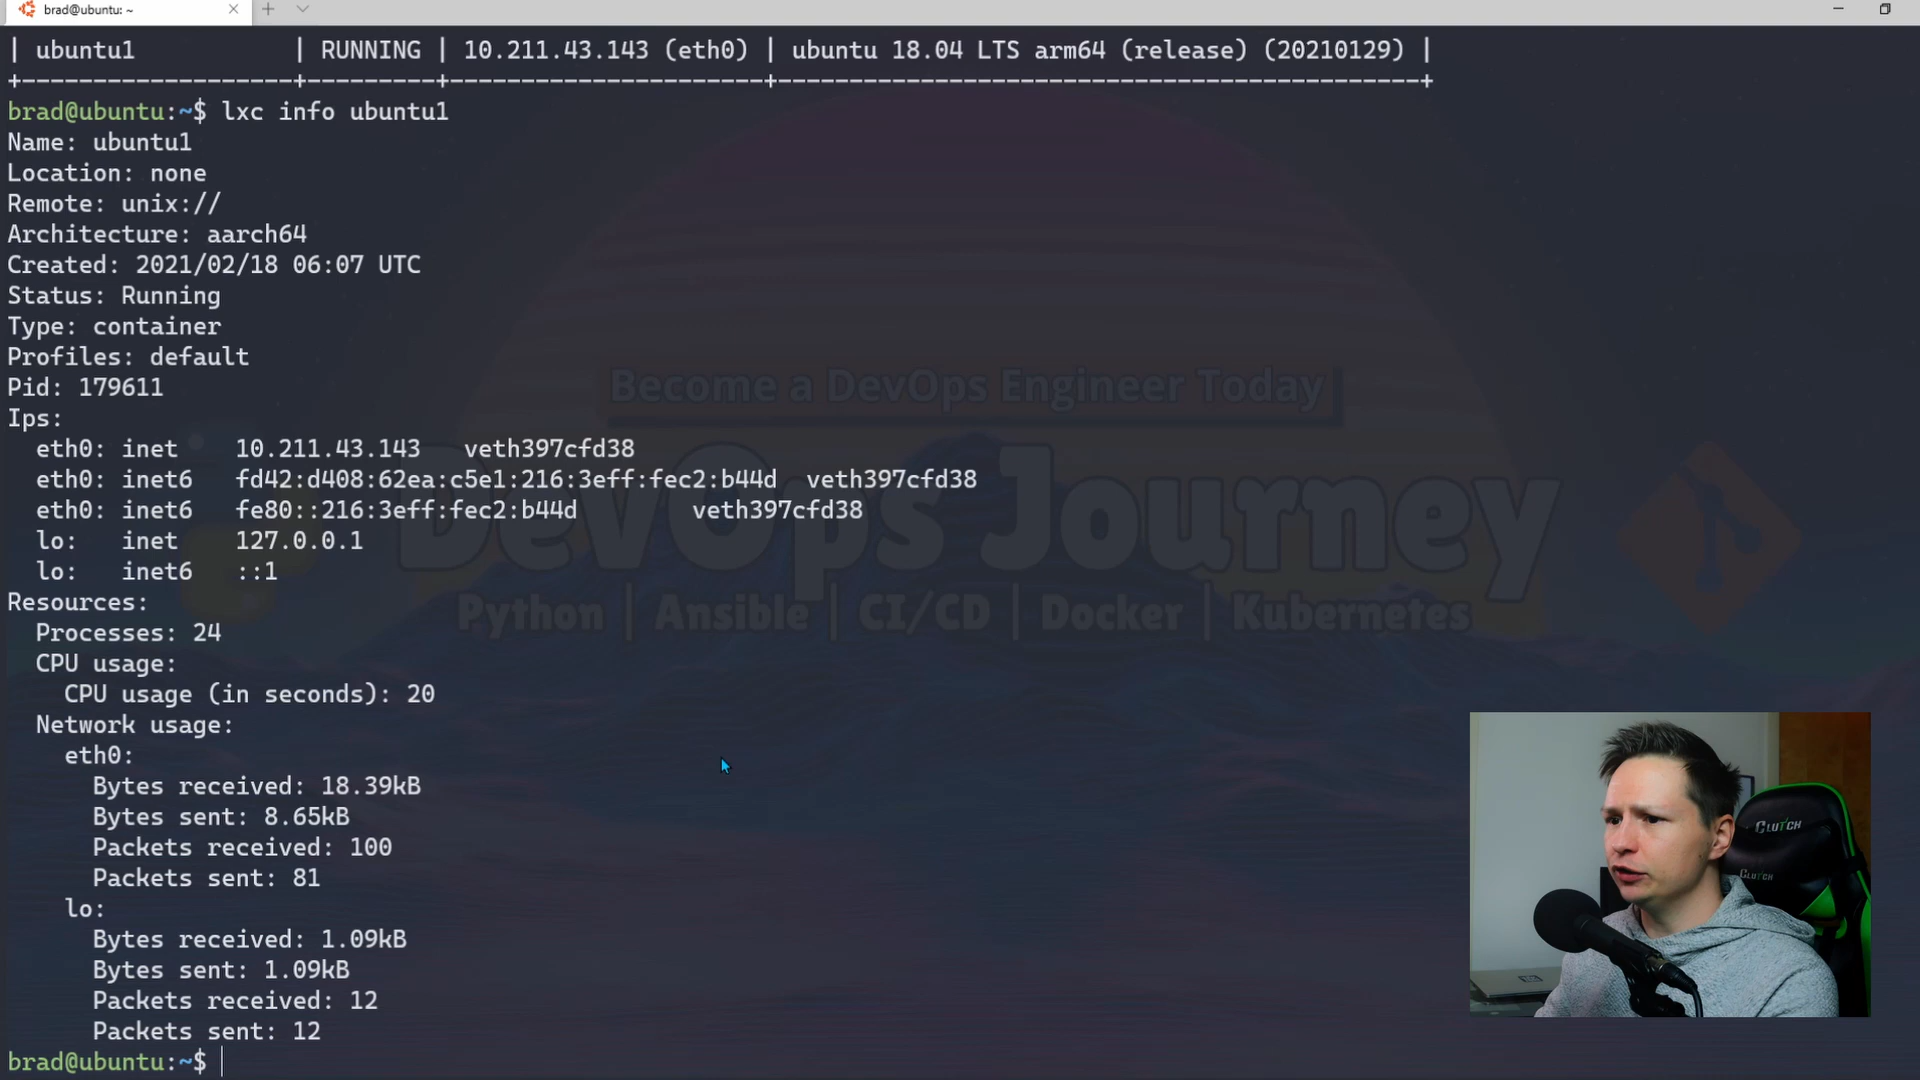 brad@ubuntu: ~
| ubuntu1 | RUNNING | 10.211.43.143 (eth0) | ubuntu 18.04 LTS arm64 (release) (20210129) |
+-------------------+---------+----------------------+---------------------------------------------+
brad@ubuntu:~$ lxc info ubuntu1
Name: ubuntu1
Location: none
Remote: unix://
Architecture: aarch64
Created: 2021/02/18 06:07 UTC
Status: Running
Type: container
Profiles: default
Pid: 179611
Become a DevOps Engineer Today
Ips:
eth0: inet 10.211.43.143 veth397cfd38
eth0: inet6 fd42:d408:62ea:c5e1:216:3eff:fec2:b44d veth397cfd38
eth0: inet6 fe80::216:3eff:fec2:b44d veth397cfd38
DevOps Journey
lo: inet 127.0.0.1
lo: inet6 ::1
Resources:
Python | Ansible | CI/CD | Docker | Kubernetes
Processes: 24
CPU usage:
CPU usage (in seconds): 20
Network usage:
eth0:
Bytes received: 18.39kB
Bytes sent: 8.65kB
Packets received: 100
Packets sent: 81
lo:
Bytes received: 1.09kB
Bytes sent: 1.09kB
Packets received: 12
Packets sent: 12
brad@ubuntu:~$
CLUTCH
CLUTCH